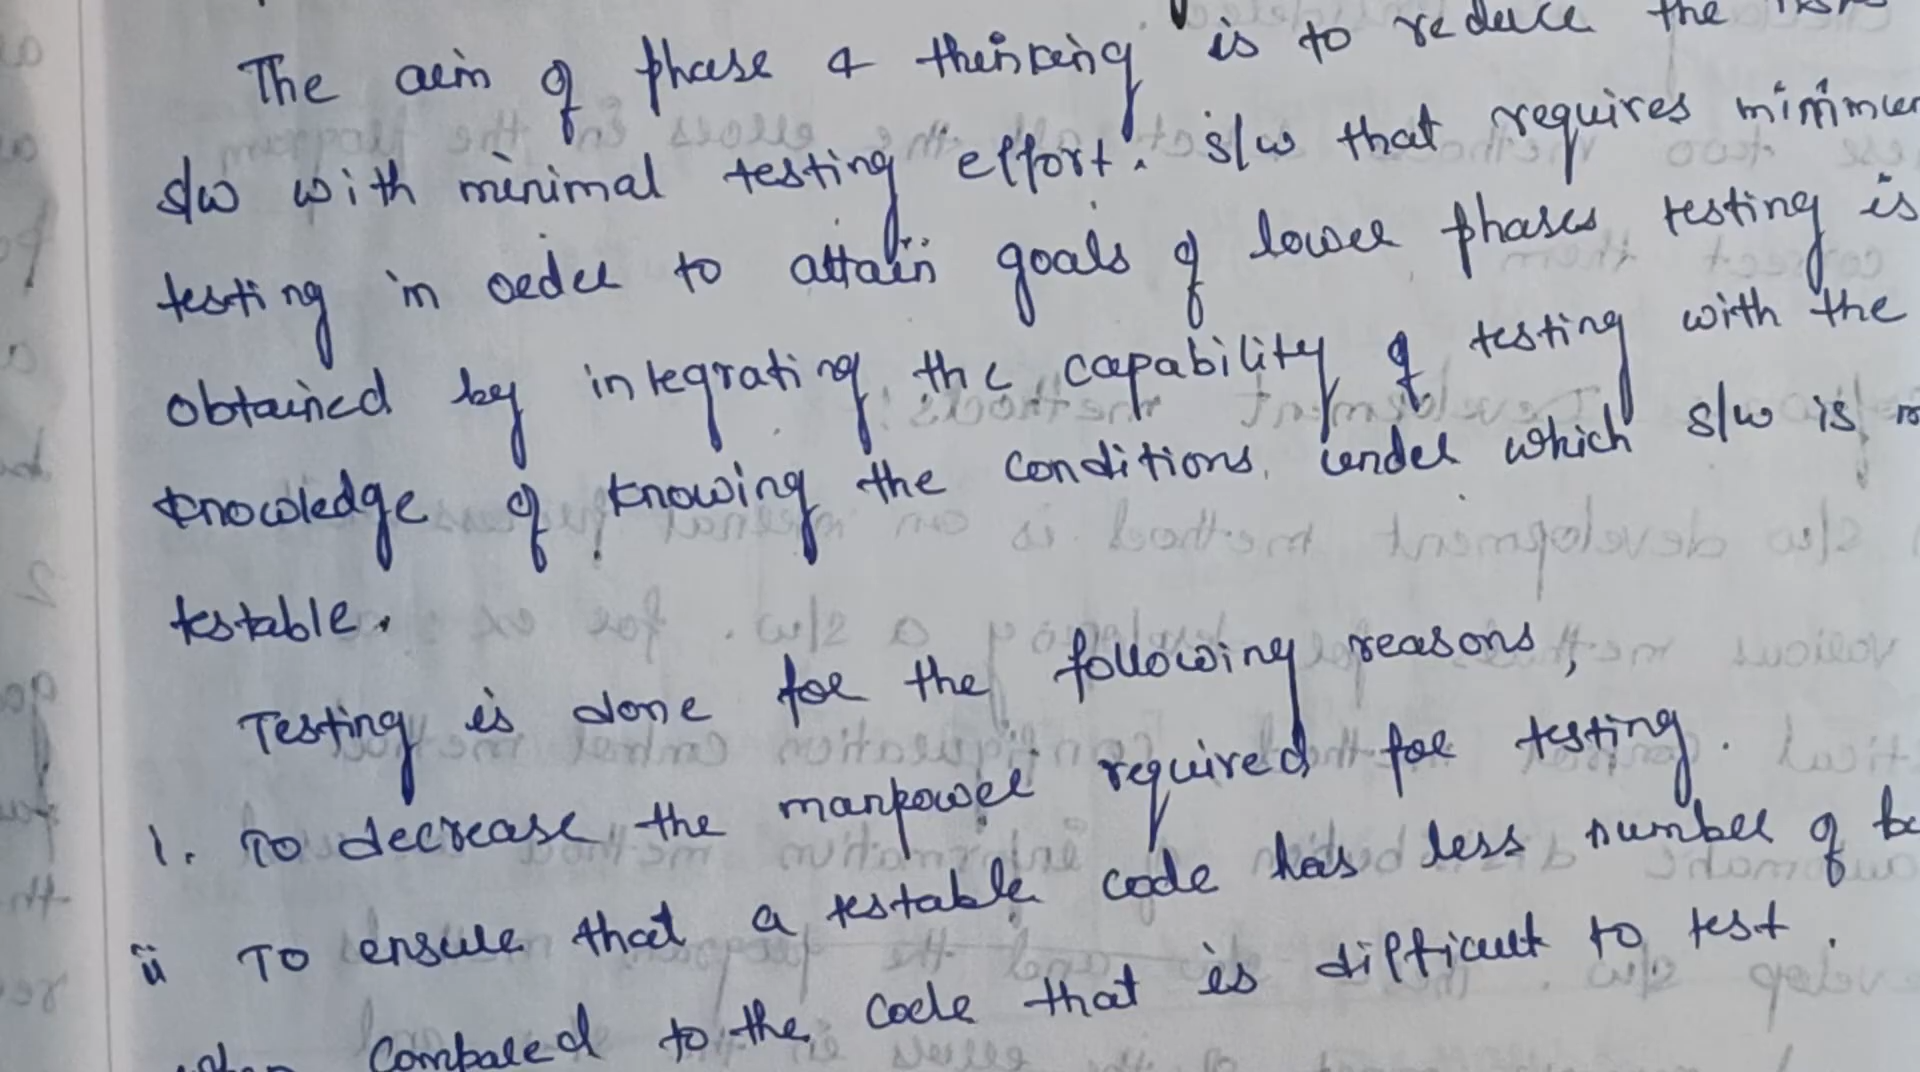 The aim of phase 4 thinking is to reduce the
s/w with minimal testing effort. s/w that requires
testing in order to attain goals of lower phases testing is
obtained by integrating the capability of testing with the
knowledge of knowing the conditions, under which s/w is
testable.
Testing is done for the following reasons,
1. To decrease the manpower required for testing.
ii To ensure that a testable code has less number of
compared to the code that is difficult to test.